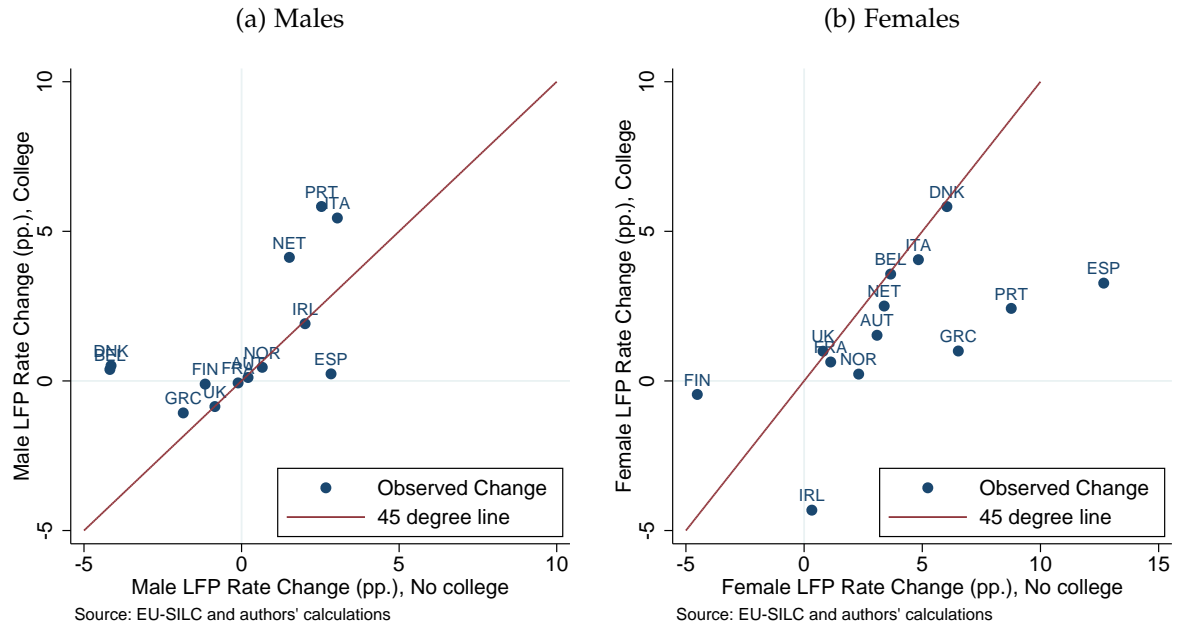 (a) Males
10
5
0
-5
Male LFP Rate Change (pp.), College
PRT
ITA
NET
IRL
DNK
BEL
NOR
AUT
FRA
FIN
ESP
UK
GRC
Observed Change
45 degree line
-5 0 5 10
Male LFP Rate Change (pp.), No college
Source: EU-SILC and authors' calculations
(b) Females
10
5
0
-5
Female LFP Rate Change (pp.), College
DNK
ITA
BEL
ESP
NET
PRT
AUT
UK
FRA
GRC
NOR
FIN
IRL
Observed Change
45 degree line
-5 0 5 10 15
Female LFP Rate Change (pp.), No college
Source: EU-SILC and authors' calculations